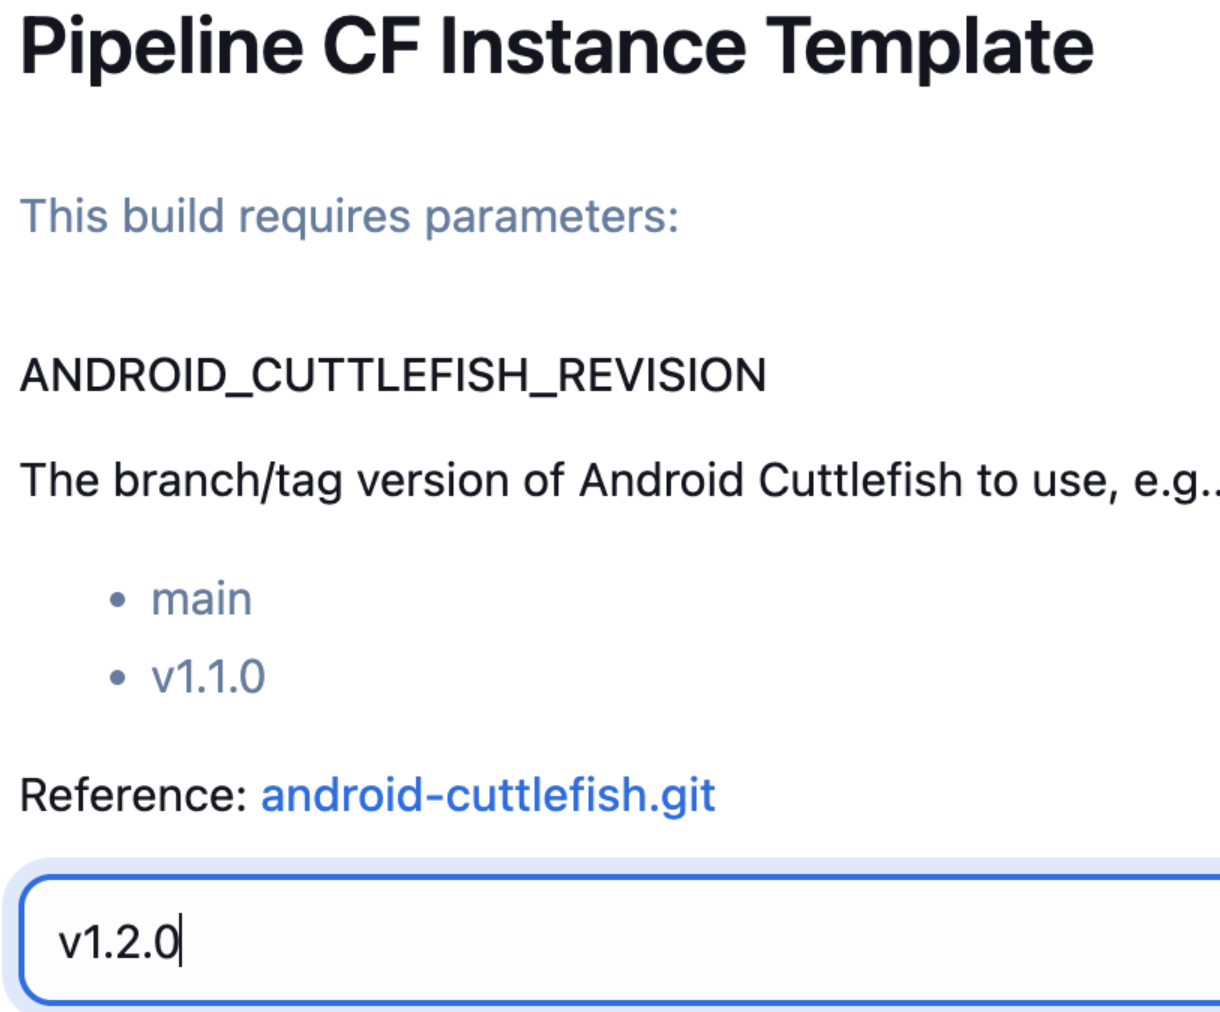 Pipeline CF Instance Template
This build requires parameters:
ANDROID_CUTTLEFISH_REVISION
The branch/tag version of Android Cuttlefish to use, e.g..
• main
• v1.1.0
Reference: android-cuttlefish.git
v1.2.0